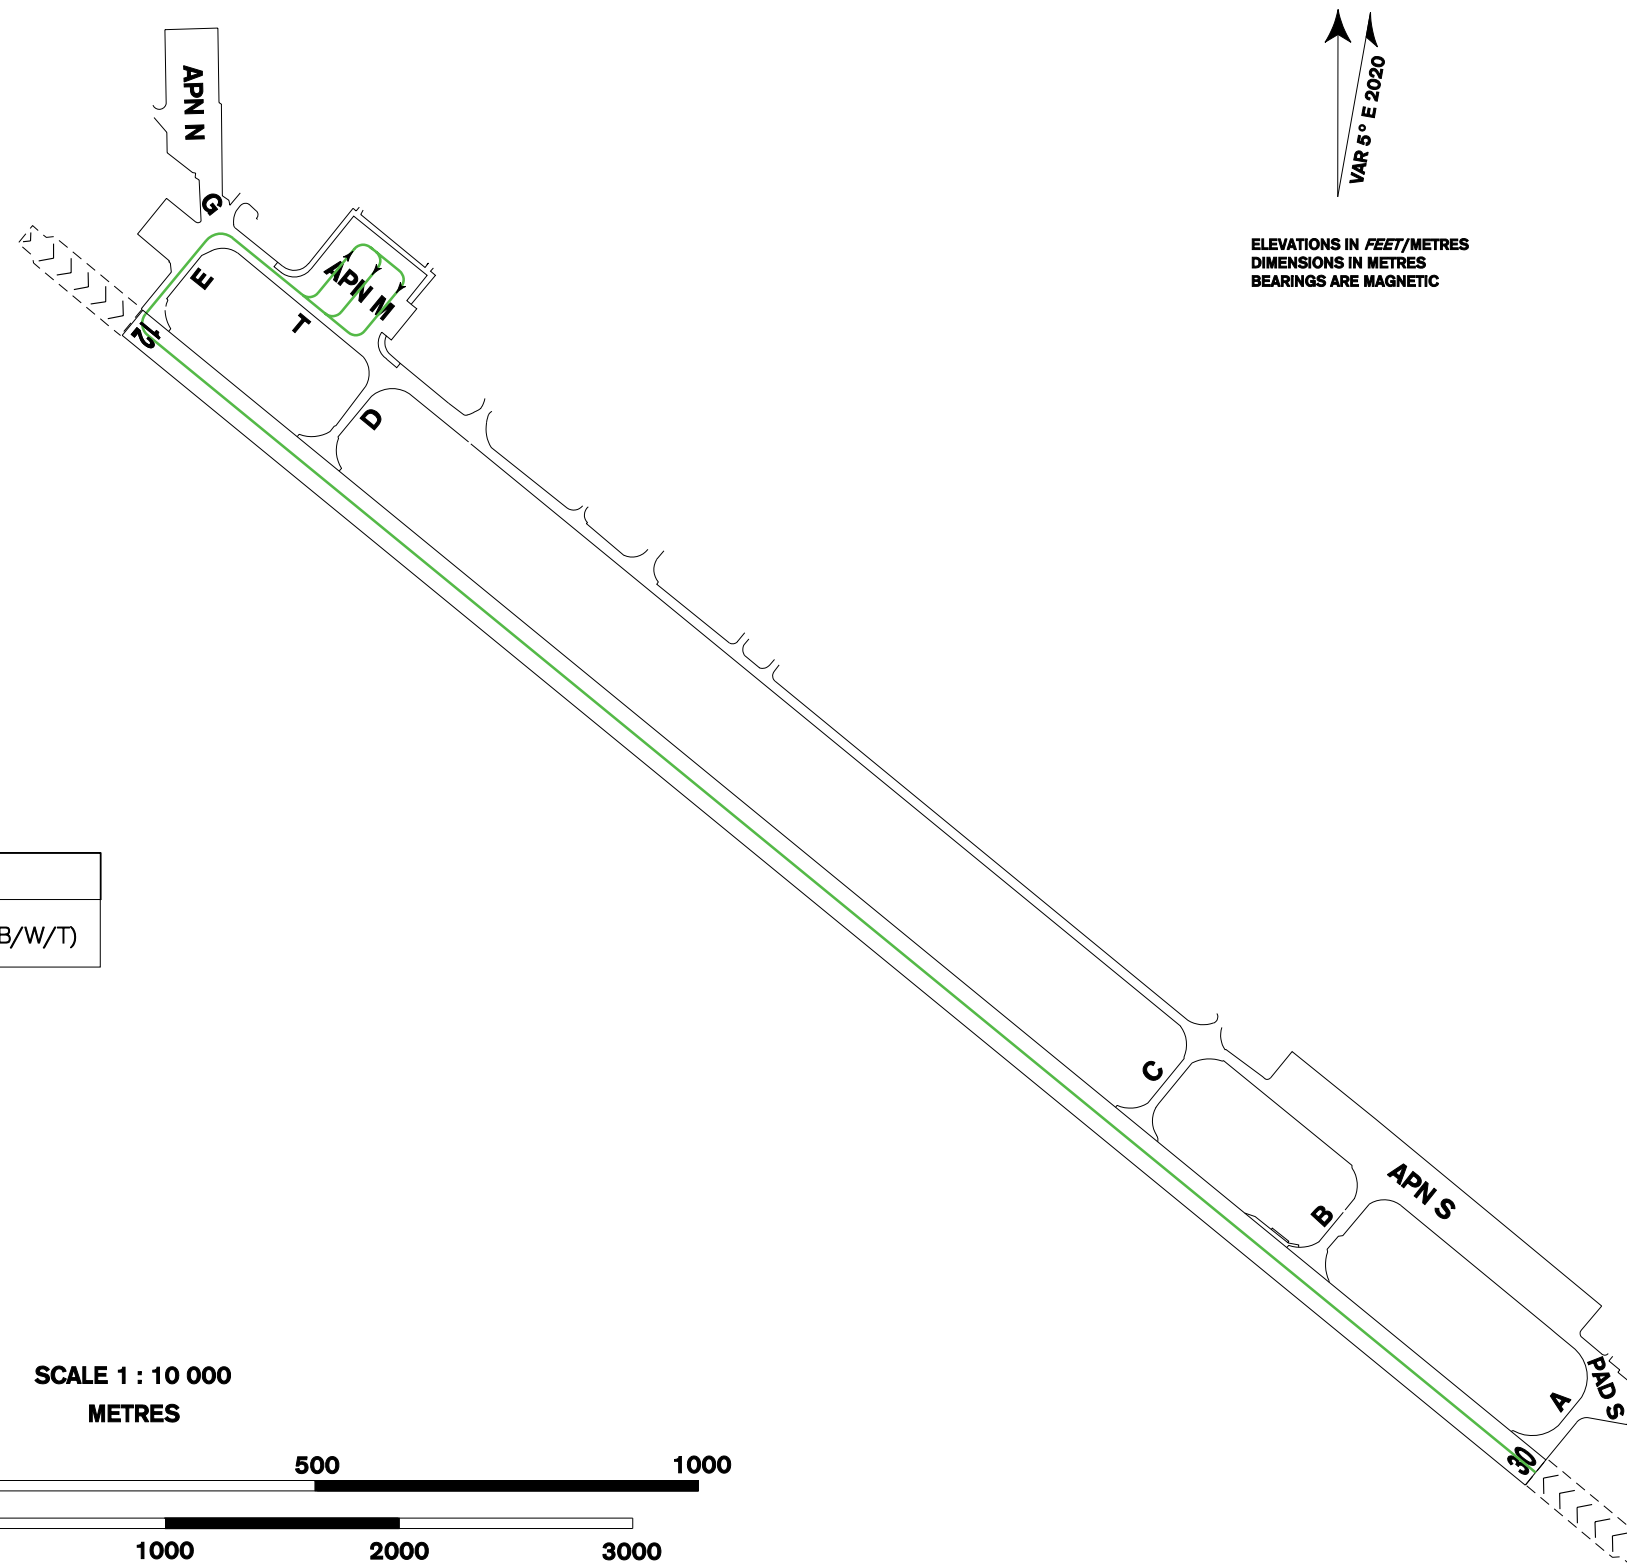 APN N
VAR 5° E 2020
G
ELEVATIONS IN FEET/METRES
DIMENSIONS IN METRES
BEARINGS ARE MAGNETIC
E
APN M
T
12
D
B/W/T)
C
APN S
B
PAD S
A
30
SCALE 1 : 10 000
METRES
500 1000
1000 2000 3000